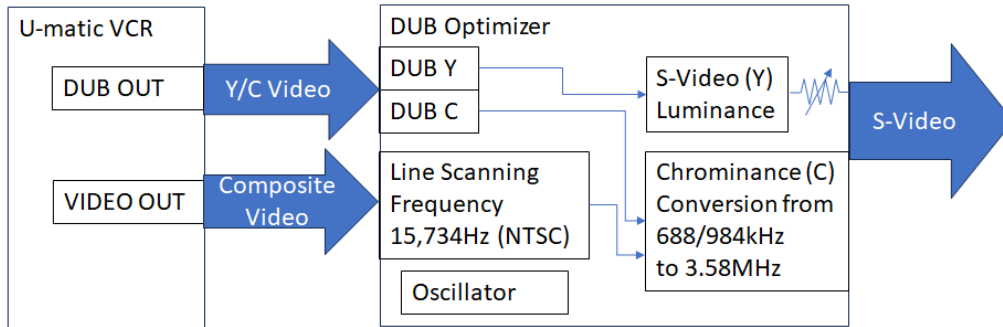 U-matic VCR
DUB OUT
Y/C Video
VIDEO OUT
Composite
Video
DUB Optimizer
DUB Y
DUB C
S-Video (Y)
Luminance
Line Scanning
Frequency
15,734Hz (NTSC)
Chrominance (C)
Conversion from
688/984kHz
to 3.58MHz
Oscillator
S-Video